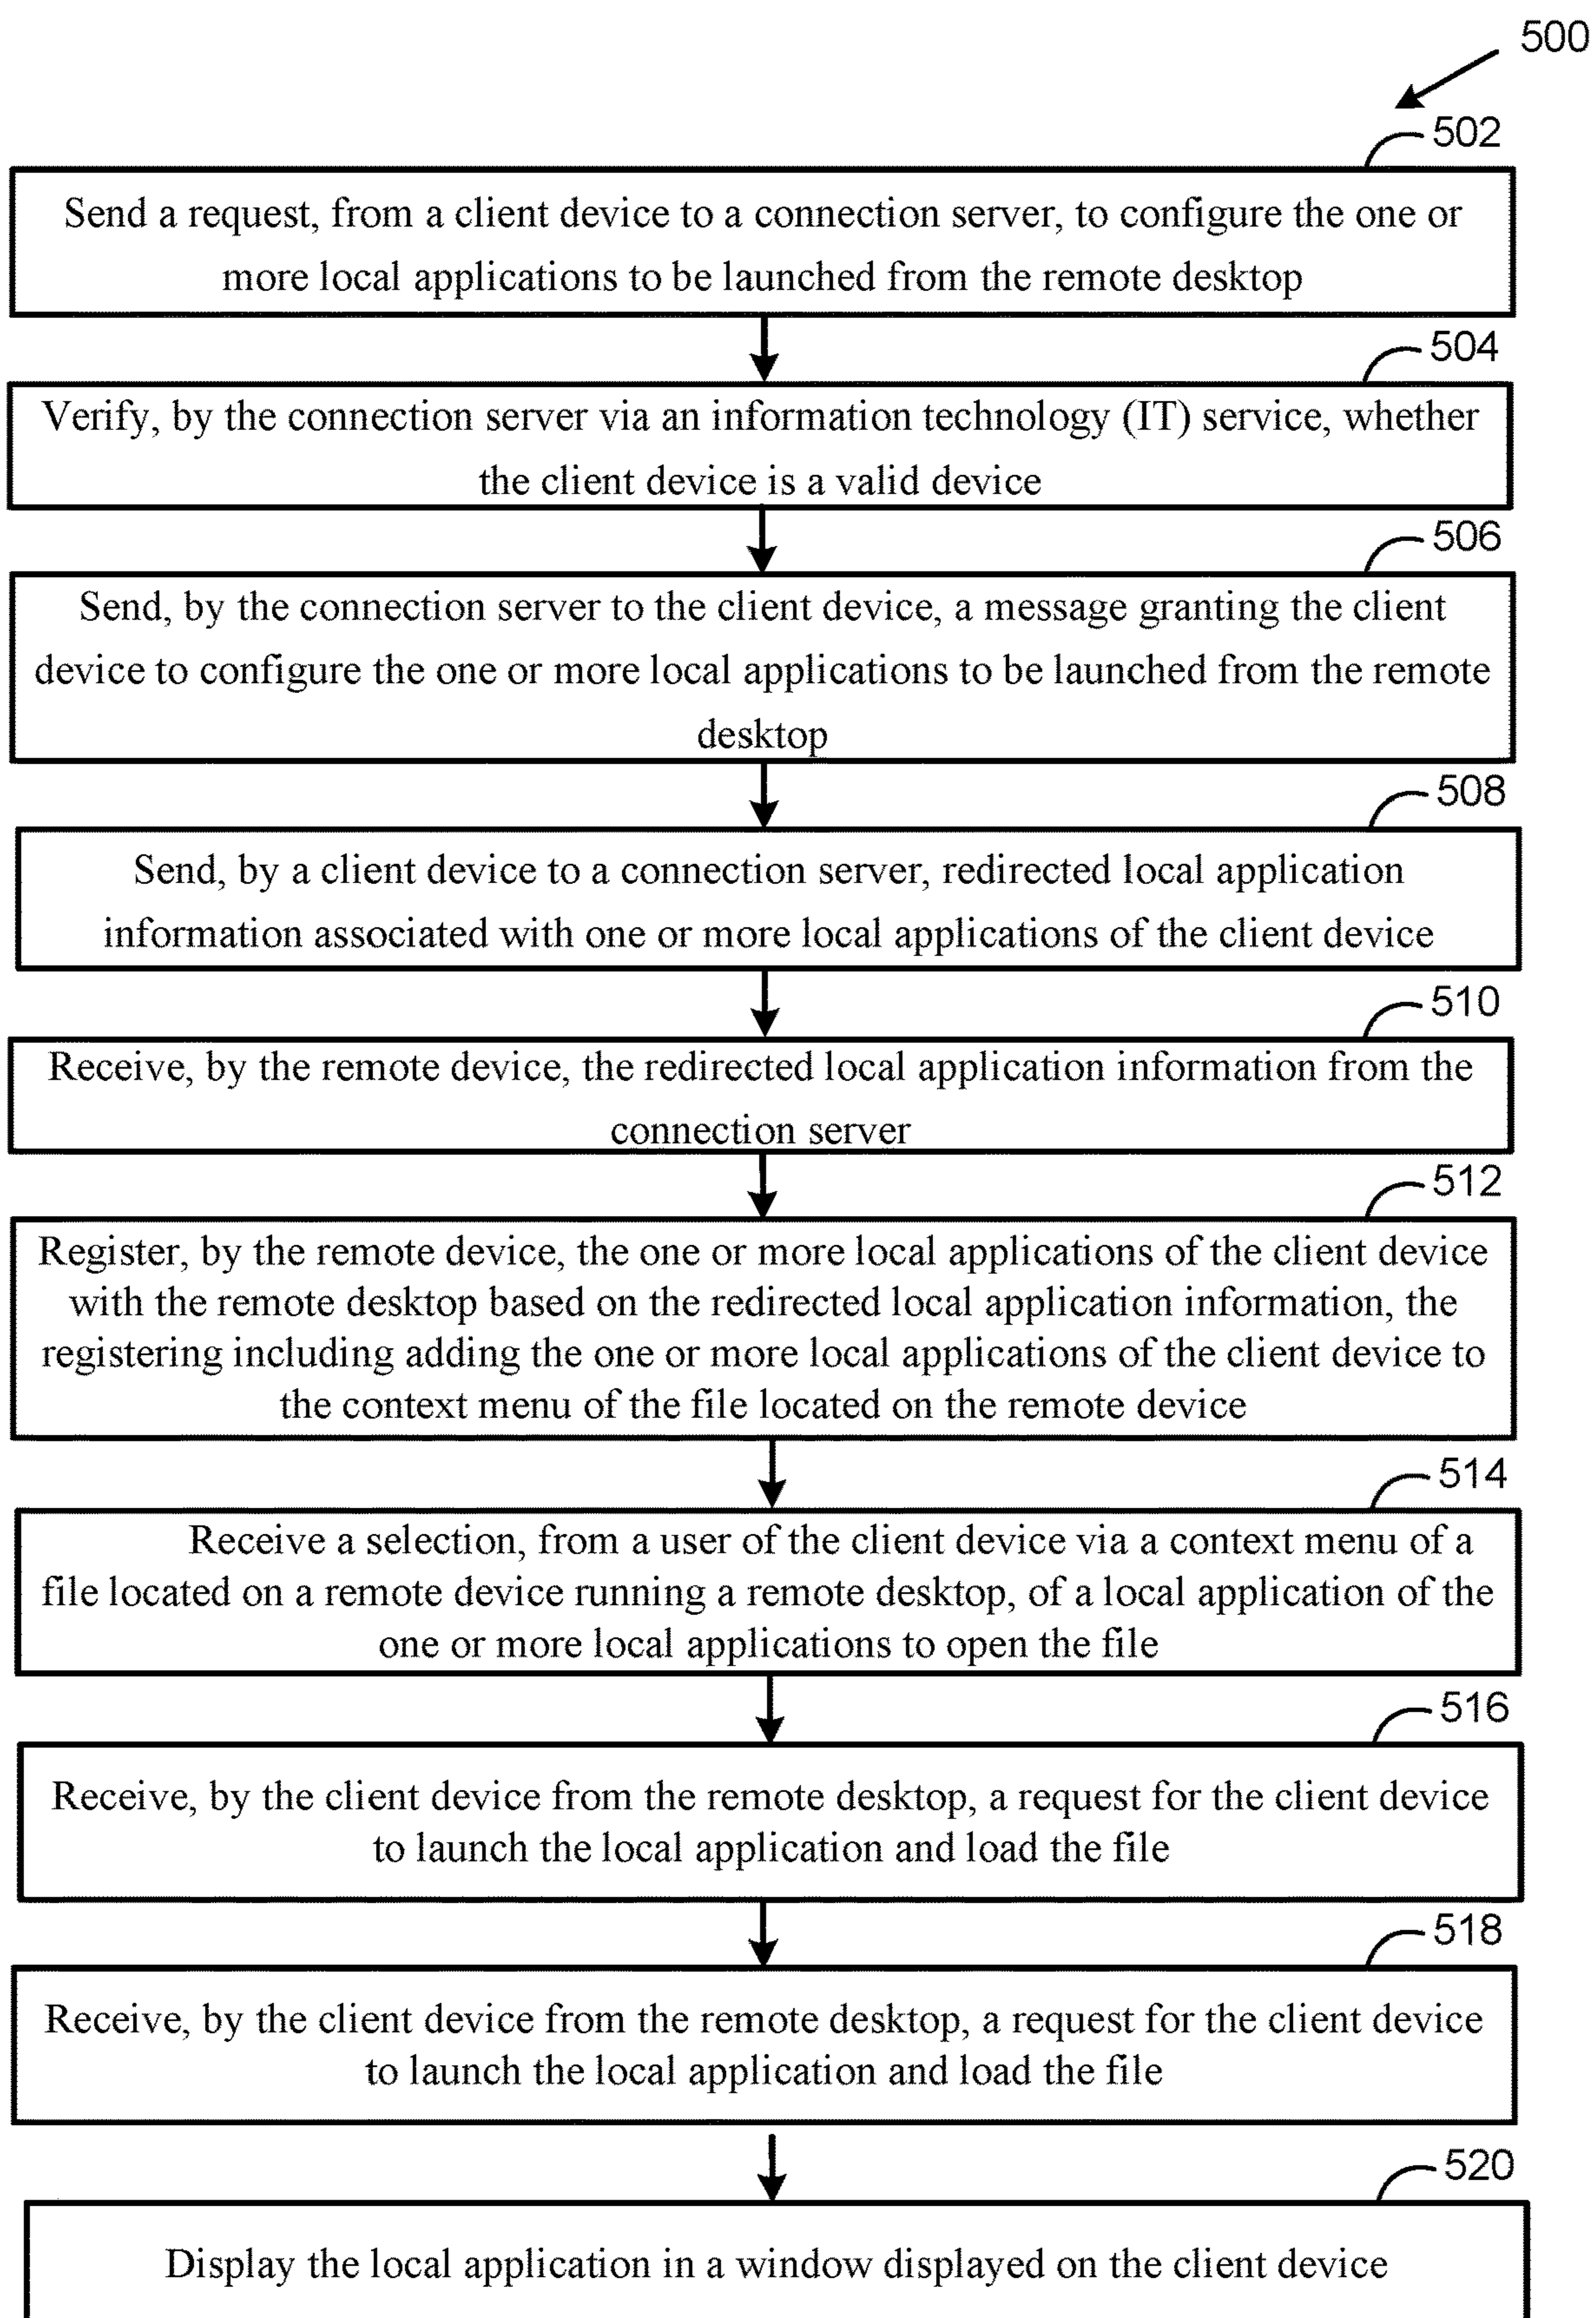 500
502
Send a request, from a client device to a connection server, to configure the one or
more local applications to be launched from the remote desktop
504
Verify, by the connection server via an information technology (IT) service, whether
the client device is a valid device
506
Send, by the connection server to the client device, a message granting the client
device to configure the one or more local applications to be launched from the remote
desktop
508
Send, by a client device to a connection server, redirected local application
information associated with one or more local applications of the client device
510
Receive, by the remote device, the redirected local application information from the
connection server
512
Register, by the remote device, the one or more local applications of the client device
with the remote desktop based on the redirected local application information, the
registering including adding the one or more local applications of the client device to
the context menu of the file located on the remote device
514
Receive a selection, from a user of the client device via a context menu of a
file located on a remote device running a remote desktop, of a local application of the
one or more local applications to open the file
516
Receive, by the client device from the remote desktop, a request for the client device
to launch the local application and load the file
518
Receive, by the client device from the remote desktop, a request for the client device
to launch the local application and load the file
520
Display the local application in a window displayed on the client device